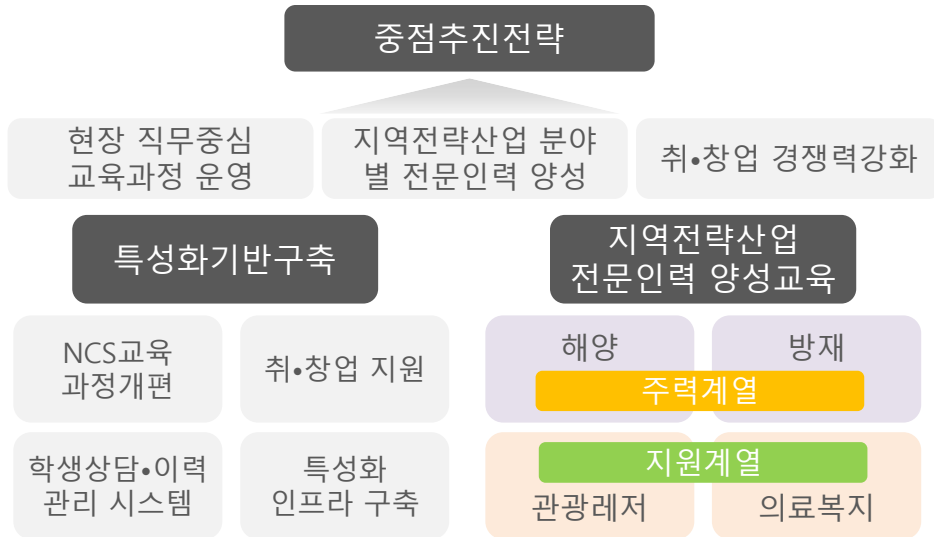 중점추진전략
현장 직무중심
교육과정 운영
지역전략산업 분야
별 전문인력 양성
취•창업 경쟁력강화
특성화기반구축
NCS교육
과정개편
취•창업 지원
학생상담•이력
관리 시스템
특성화
인프라 구축
지역전략산업
전문인력 양성교육
해양
방재
주력계열
지원계열
관광레저
의료복지